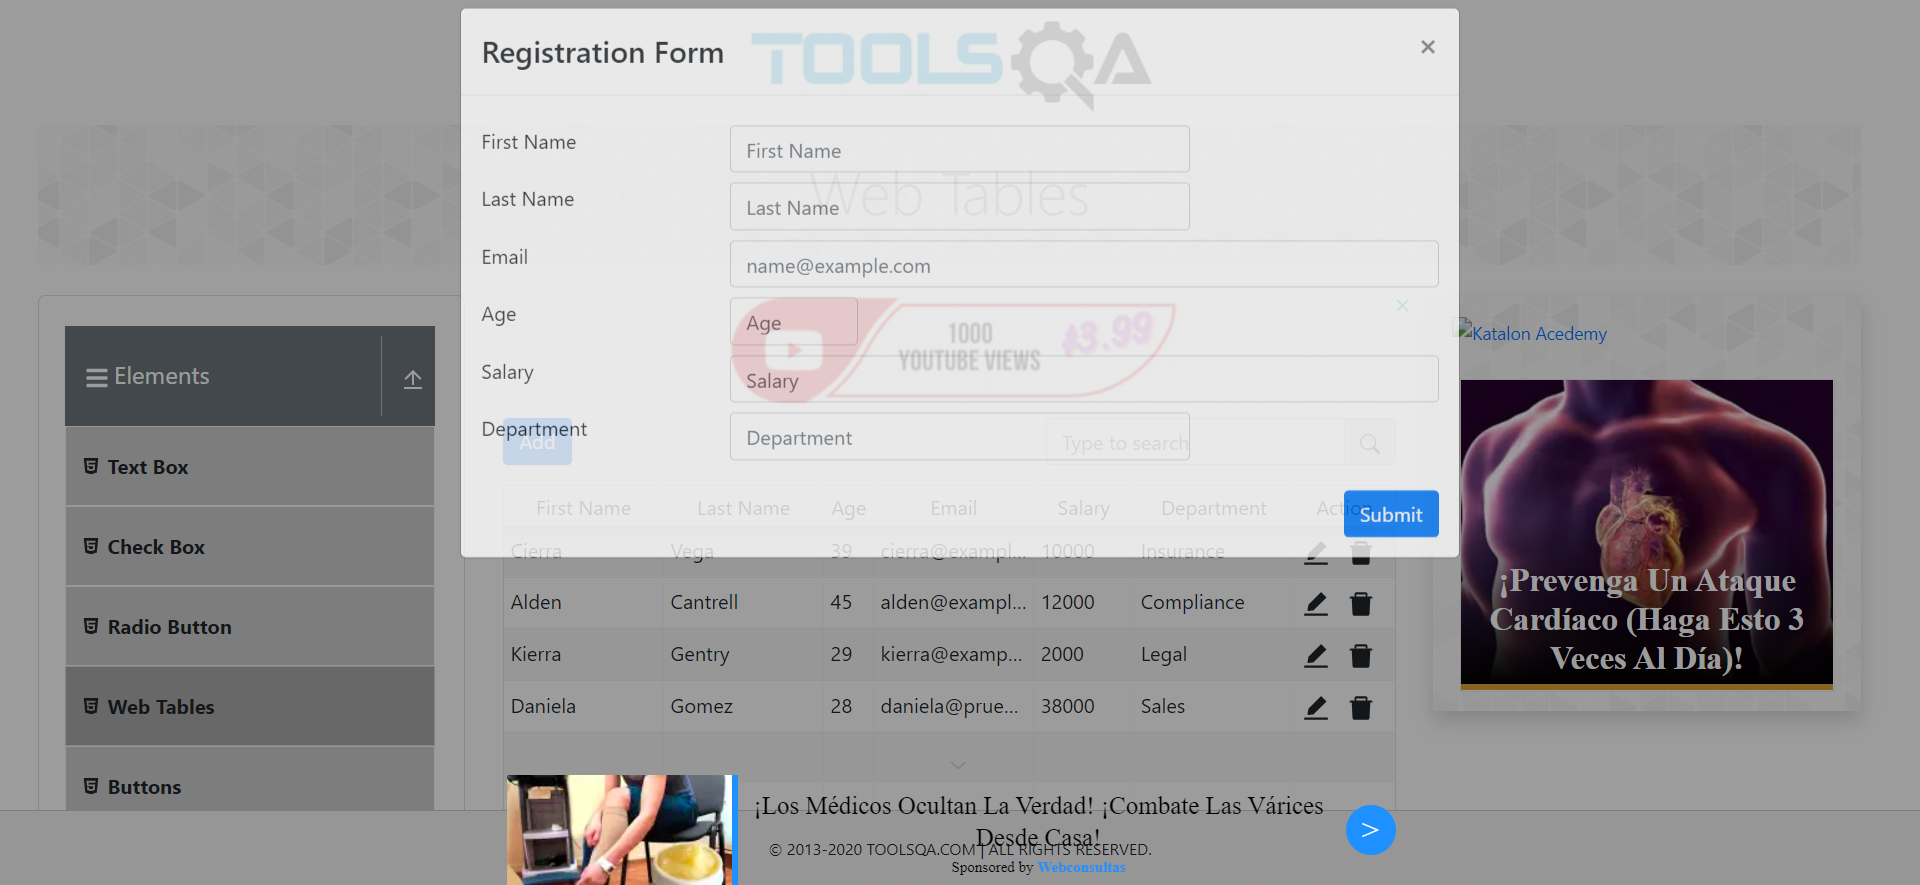 TOOLSQA
Registration Form
×
Web Tables
First Name
First Name
Last Name
Last Name
Email
name@example.com
Age
Age
Salary
Salary
Department
Department
Submit
1000
YOUTUBE VIEWS
$3.99
Add
Type to search
First Name Last Name Age Email Salary Department Action
Cierra Vega 39 cierra@exampl... 10000 Insurance
Alden Cantrell 45 alden@exampl... 12000 Compliance
Kierra Gentry 29 kierra@examp... 2000 Legal
Daniela Gomez 28 daniela@prue... 38000 Sales
Elements
Text Box
Check Box
Radio Button
Web Tables
Buttons
Katalon Acedemy
¡Prevenga Un Ataque
Cardíaco (Haga Esto 3
Veces Al Día)!
¡Los Médicos Ocultan La Verdad! ¡Combate Las Várices
Desde Casa!
>
© 2013-2020 TOOLSQA.COM | ALL RIGHTS RESERVED.
Sponsored by Webconsultas